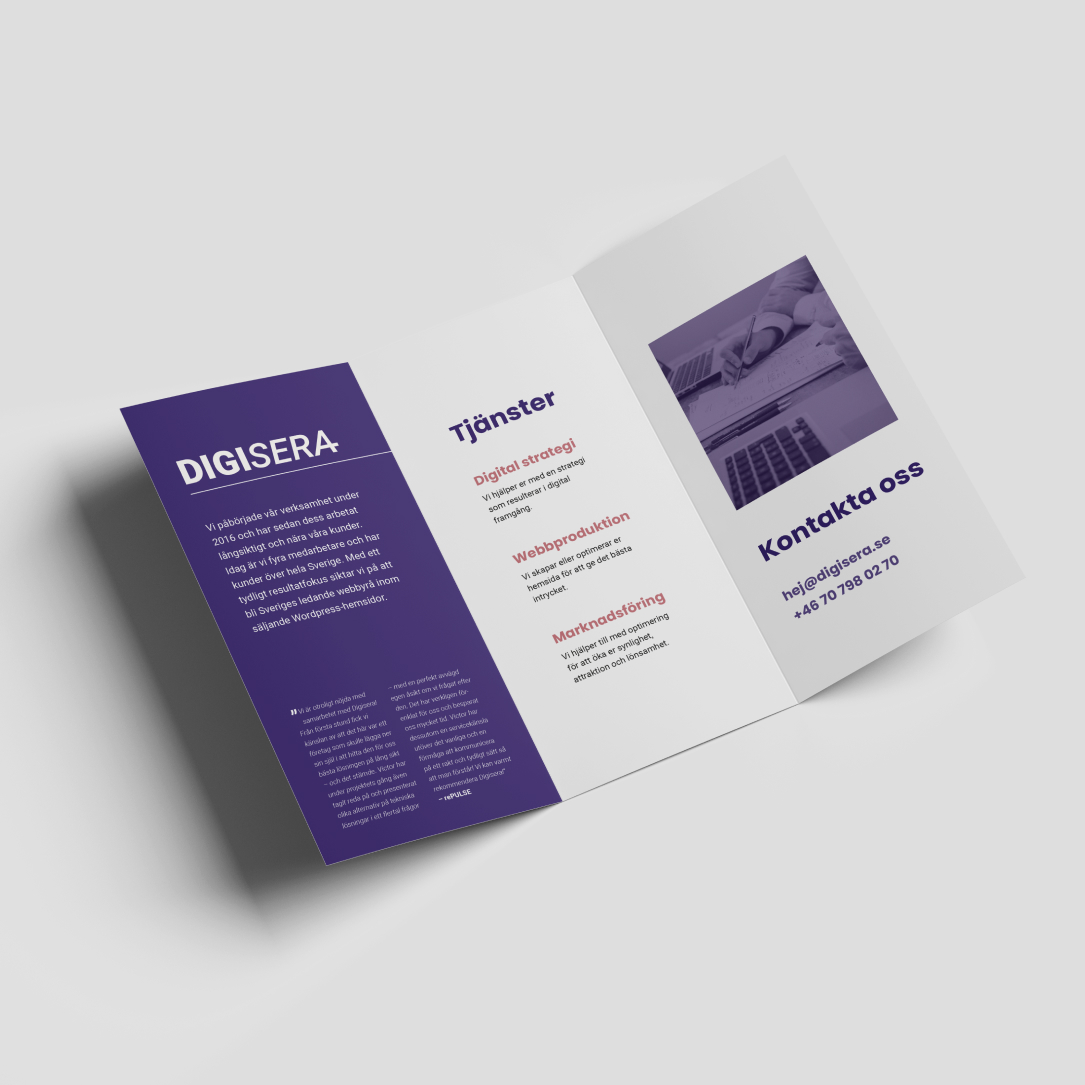 DIGISERA
Vi påbörjade vår verksamhet under
2016 och har sedan dess arbetat
långsiktigt och nära våra kunder.
Idag är vi fyra medarbetare och har
kunder över hela Sverige. Med ett
tydligt resultatfokus siktar vi på att
bli Sveriges ledande webbyrå inom
säljande Wordpress-hemsidor.
"Vi är otroligt nöjda med
samarbetet med Digisera!
Från första stund fick vi
känslan av att det här var ett
företag som skulle lägga ner
sin själ i att hitta den för oss
bästa lösningen på lång sikt
– och det stämde. Victor har
under projektets gång även
tagit reda på och presenterat
olika alternativ på tekniska
lösningar i ett flertal frågor
– med en perfekt avvägd
egen åsikt om vi frågat efter
den. Det har verkligen för-
enklat för oss och besparat
oss mycket tid. Victor har
dessutom en servicekänsla
utöver det vanliga och en
förmåga att kommunicera
på ett rakt och tydligt sätt så
att man förstår! Vi kan varmt
rekommendera Digisera!"
– rePULSE
Tjänster
Digital strategi
Vi hjälper er med en strategi
som resulterar i digital
framgång.
Webbproduktion
Vi skapar eller optimerar er
hemsida för att ge det bästa
intrycket.
Marknadsföring
Vi hjälper till med optimering
för att öka er synlighet,
attraktion och lönsamhet.
Kontakta oss
hej@digisera.se
+46 70 798 02 70